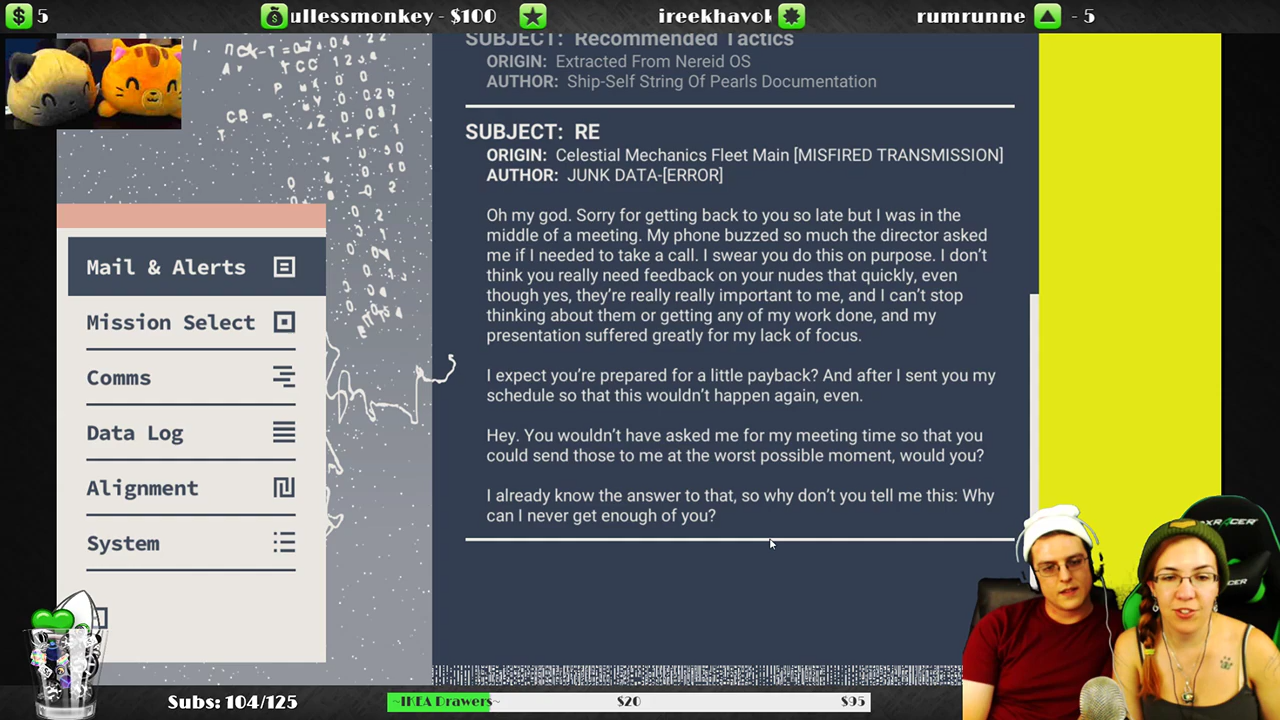 $ 5
ullessmonkey - $100
ireekhavok
rumrunne
- 5
SUBJECT: Recommended Tactics
ORIGIN: Extracted From Nereid OS
AUTHOR: Ship-Self String Of Pearls Documentation
SUBJECT: RE
ORIGIN: Celestial Mechanics Fleet Main [MISFIRED TRANSMISSION]
AUTHOR: JUNK DATA-[ERROR]
Oh my god. Sorry for getting back to you so late but I was in the
middle of a meeting. My phone buzzed so much the director asked
me if I needed to take a call. I swear you do this on purpose. I don't
think you really need feedback on your nudes that quickly, even
though yes, they're really really important to me, and I can't stop
thinking about them or getting any of my work done, and my
presentation suffered greatly for my lack of focus.
I expect you're prepared for a little payback? And after I sent you my
schedule so that this wouldn't happen again, even.
Hey. You wouldn't have asked me for my meeting time so that you
could send those to me at the worst possible moment, would you?
I already know the answer to that, so why don't you tell me this: Why
can I never get enough of you?
Mail & Alerts
Mission Select
Comms
Data Log
Alignment
System
Subs: 104/125
~IKEA Drawers~
$20
$95